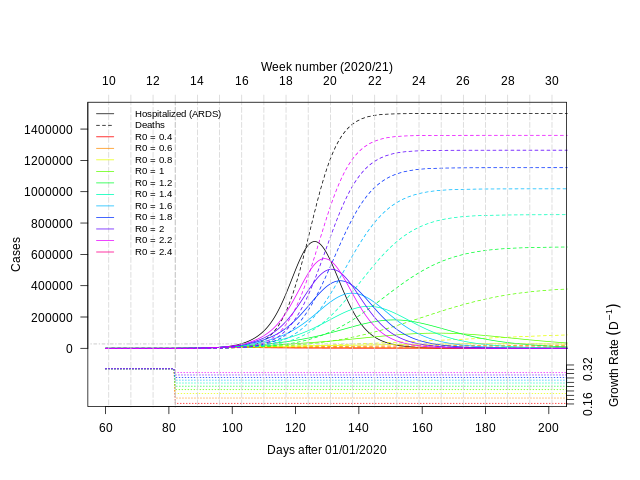 Week number (2020/21)
10 12 14 16 18 20 22 24 26 28 30
Hospitalized (ARDS)
Deaths
R0 = 0.4
R0 = 0.6
R0 = 0.8
R0 = 1
R0 = 1.2
R0 = 1.4
R0 = 1.6
R0 = 1.8
R0 = 2
R0 = 2.2
R0 = 2.4
Cases
1400000
1200000
1000000
800000
600000
400000
200000
0
0.32
0.16
Growth Rate (D⁻¹)
60 80 100 120 140 160 180 200
Days after 01/01/2020